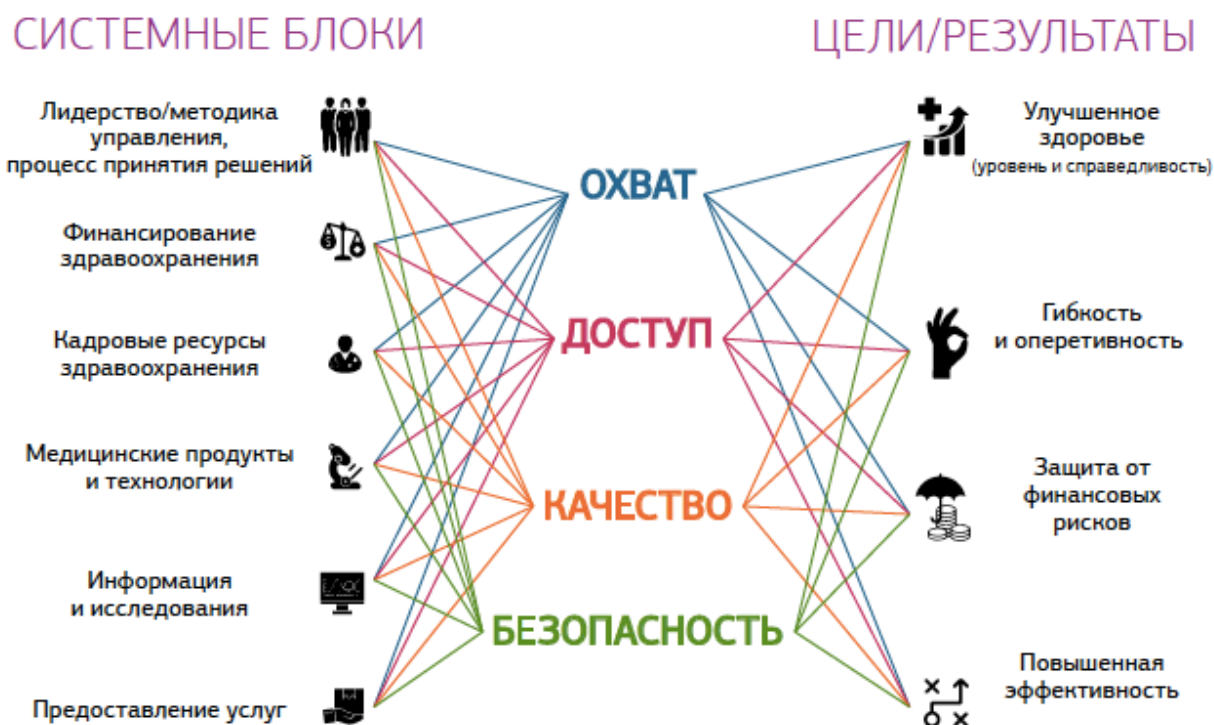 СИСТЕМНЫЕ БЛОКИ
Лидерство/методика
управления,
процесс принятия решений
Финансирование
здравоохранения
Кадровые ресурсы
здравоохранения
Медицинские продукты
и технологии
Информация
и исследования
Предоставление услуг
ОХВАТ
ДОСТУП
КАЧЕСТВО
БЕЗОПАСНОСТЬ
ЦЕЛИ/РЕЗУЛЬТАТЫ
Улучшенное
здоровье
(уровень и справедливость)
Гибкость
и оперетивность
Защита от
финансовых
рисков
Повышенная
эффективность